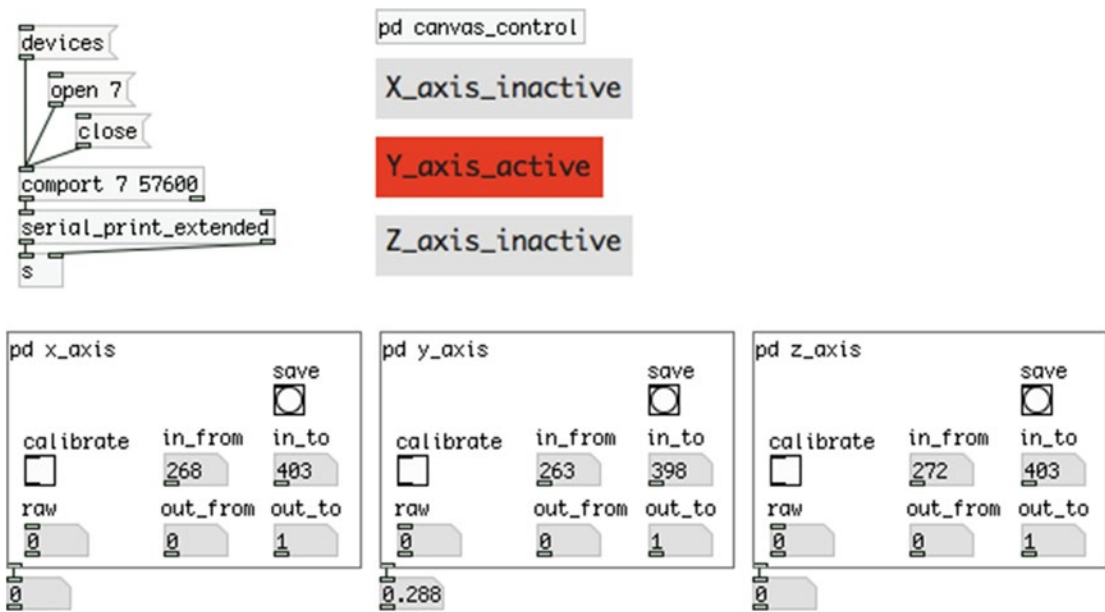 devices
open 7
close
comport 7 57600
serial_print_extended
s
pd canvas_control
X_axis_inactive
Y_axis_active
Z_axis_inactive
pd x_axis
save
calibrate in_from in_to
268 403
raw out_from out_to
0 0 1
0
pd y_axis
save
calibrate in_from in_to
263 398
raw out_from out_to
0 0 1
0.288
pd z_axis
save
calibrate in_from in_to
272 403
raw out_from out_to
0 0 1
0